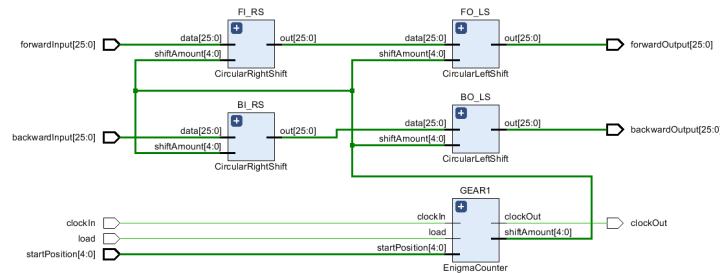 FI_RS FO_LS
forwardInput[25:0] data[25:0] out[25:0] data[25:0] out[25:0] forwardOutput[25:0]
shiftAmount[4:0] shiftAmount[4:0]
CircularRightShift CircularLeftShift
BI_RS BO_LS
data[25:0] out[25:0]
backwardInput[25:0] data[25:0] out[25:0] shiftAmount[4:0] backwardOutput[25:0
shiftAmount[4:0] CircularLeftShift
CircularRightShift
GEAR1
clockIn clockIn clockOut clockOut
load load shiftAmount[4:0]
startPosition[4:0] startPosition[4:0]
EnigmaCounter